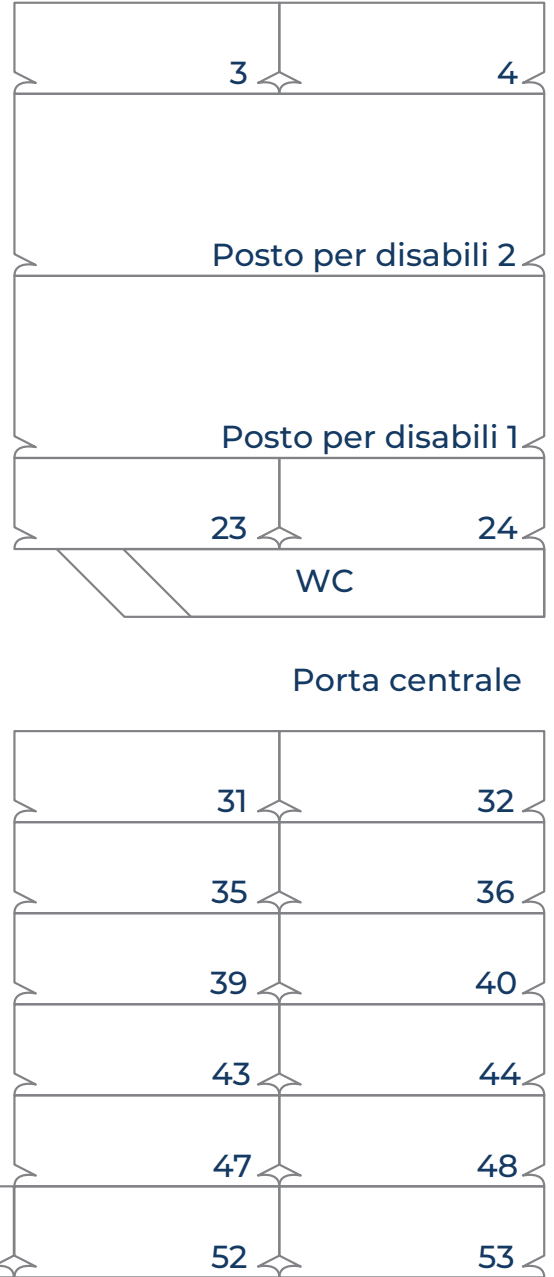 3 4
Posto per disabili 2
Posto per disabili 1
23 24
WC
Porta centrale
31 32
35 36
39 40
43 44
47 48
52 53